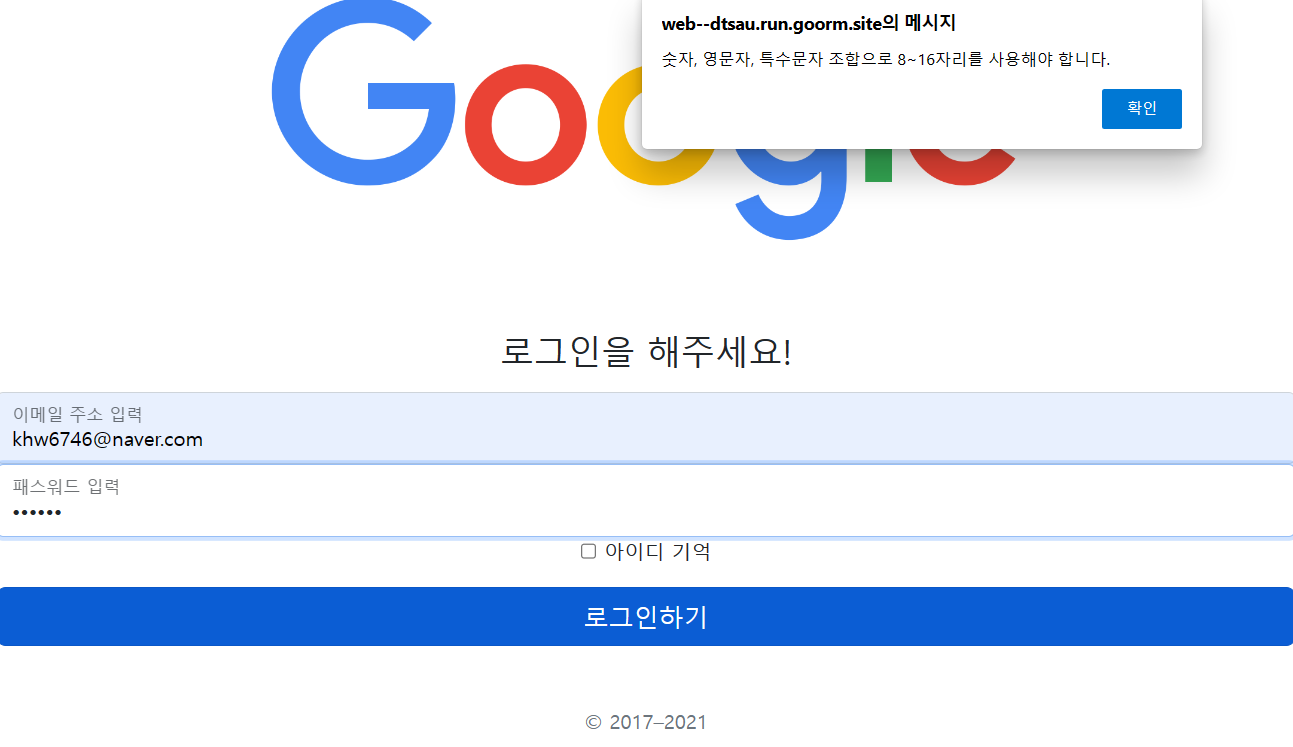 Google
web--dtsau.run.goorm.site의 메시지
숫자, 영문자, 특수문자 조합으로 8~16자리를 사용해야 합니다.
확인
로그인을 해주세요!
이메일 주소 입력
khw6746@naver.com
패스워드 입력
••••••
아이디 기억
로그인하기
© 2017–2021